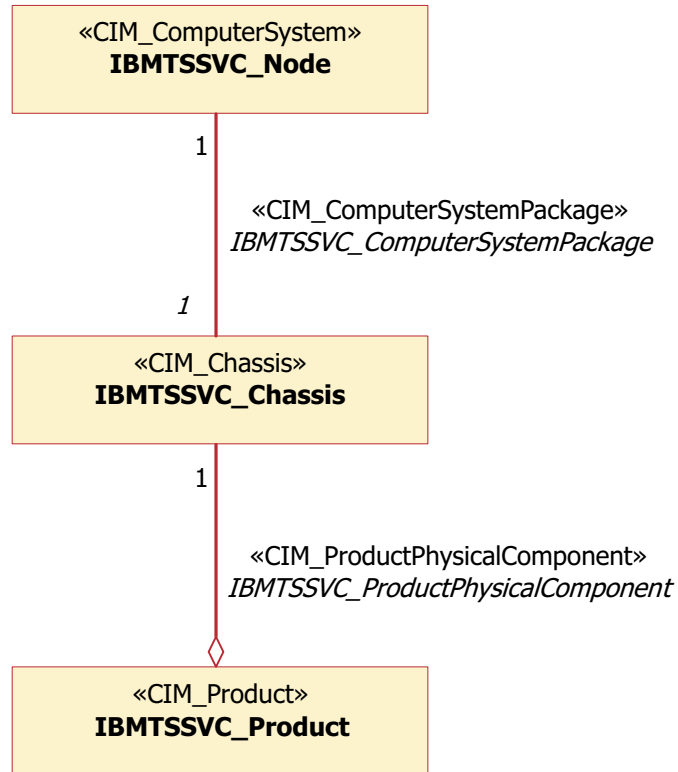 «CIM_ComputerSystem»
IBMTSSVC_Node
1
«CIM_ComputerSystemPackage»
IBMTSSVC_ComputerSystemPackage
1
«CIM_Chassis»
IBMTSSVC_Chassis
1
«CIM_ProductPhysicalComponent»
IBMTSSVC_ProductPhysicalComponent
«CIM_Product»
IBMTSSVC_Product